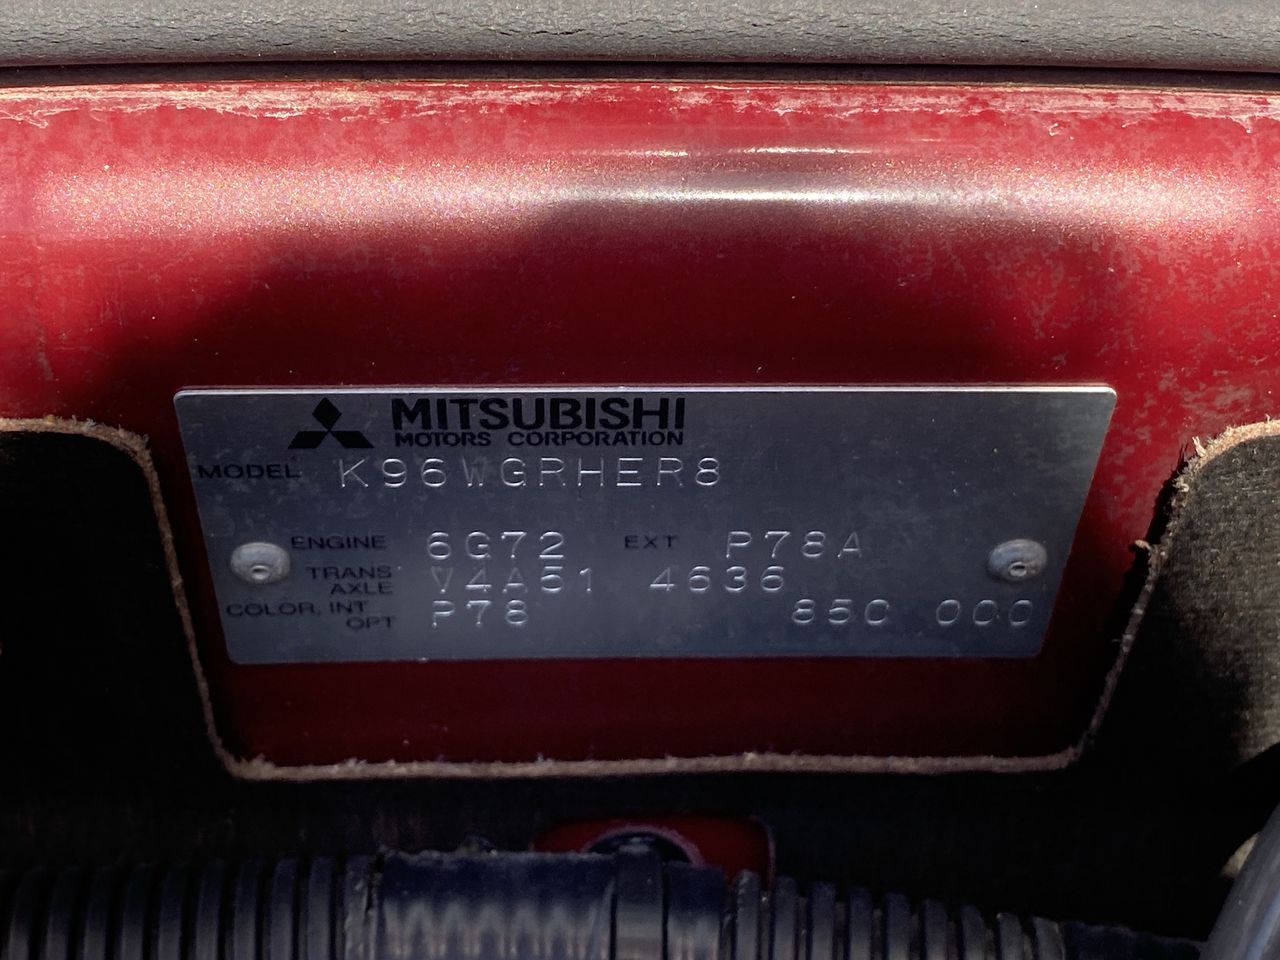 MITSUBISHI
MOTORS CORPORATION
MODEL K96WGRHER8
ENGINE 6G72 EXT P78A
TRANS AXLE V4A51 4636
COLOR, INT OPT P78 85C 000